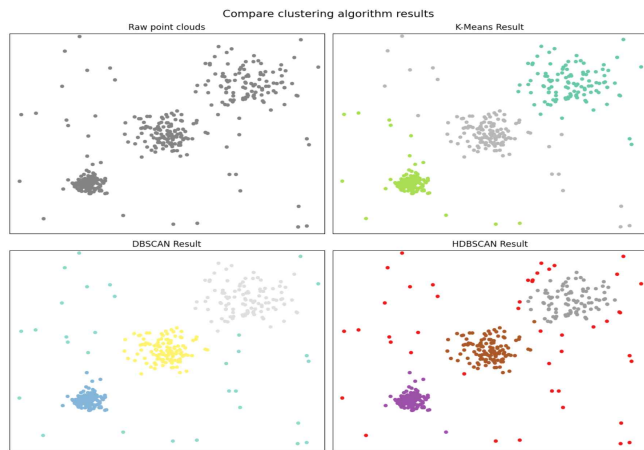 Compare clustering algorithm results
Raw point clouds
K-Means Result
DBSCAN Result
HDBSCAN Result